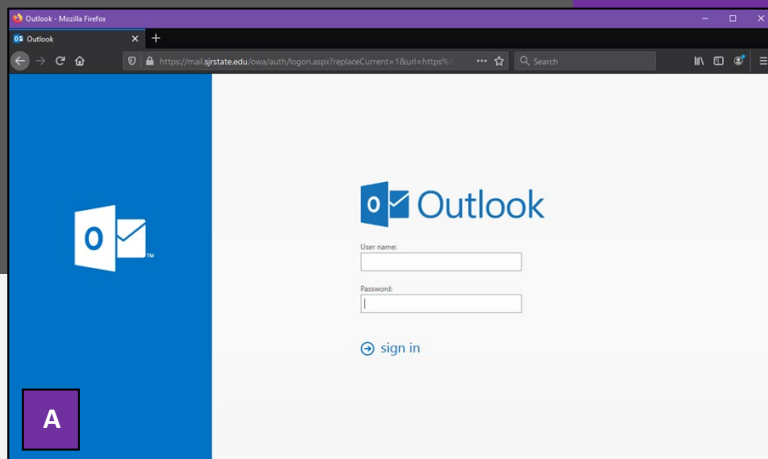 Outlook - Mozilla Firefox
Outlook
https://mail.sjrstate.edu/owa/auth/logon.aspx?replaceCurrent=1&url=https%
Search
Outlook
User name:
Password:
sign in
TM
A